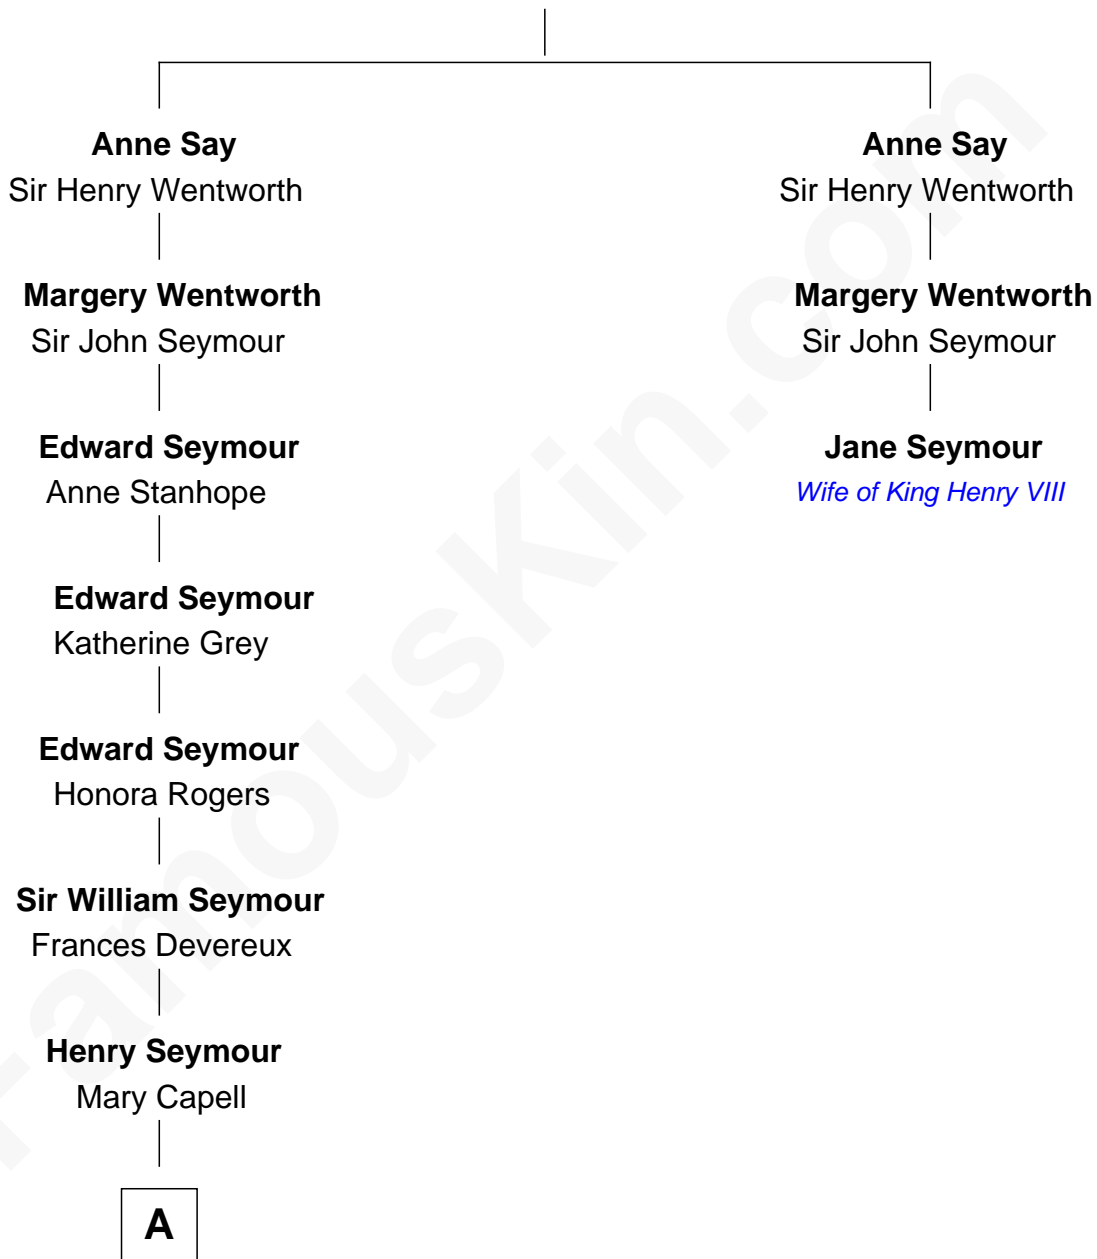 Anne Say
Sir Henry Wentworth
Margery Wentworth
Sir John Seymour
Edward Seymour
Anne Stanhope
Edward Seymour
Katherine Grey
Edward Seymour
Honora Rogers
Sir William Seymour
Frances Devereux
Henry Seymour
Mary Capell
A
Anne Say
Sir Henry Wentworth
Margery Wentworth
Sir John Seymour
Jane Seymour
Wife of King Henry VIII
FamousKin.com